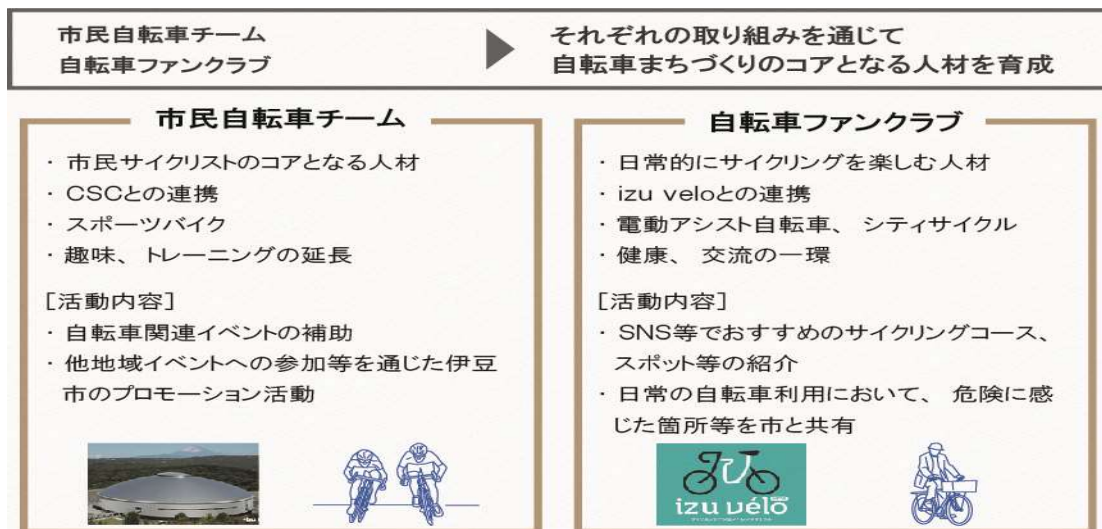 市民自転車チーム
自転車ファンクラブ
それぞれの取り組みを通じて
自転車まちづくりのコアとなる人材を育成
市民自転車チーム
・市民サイクリストのコアとなる人材
・CSCとの連携
・スポーツバイク
・趣味、トレーニングの延長
[活動内容]
・自転車関連イベントの補助
・他地域イベントへの参加等を通じた伊豆
市のプロモーション活動
自転車ファンクラブ
・日常的にサイクリングを楽しむ人材
・izu veloとの連携
・電動アシスト自転車、シティサイクル
・健康、交流の一環
[活動内容]
・SNS等でおすすめのサイクリングコース、
スポット等の紹介
・日常の自転車利用において、危険に感
じた箇所等を市と共有
izu vélo